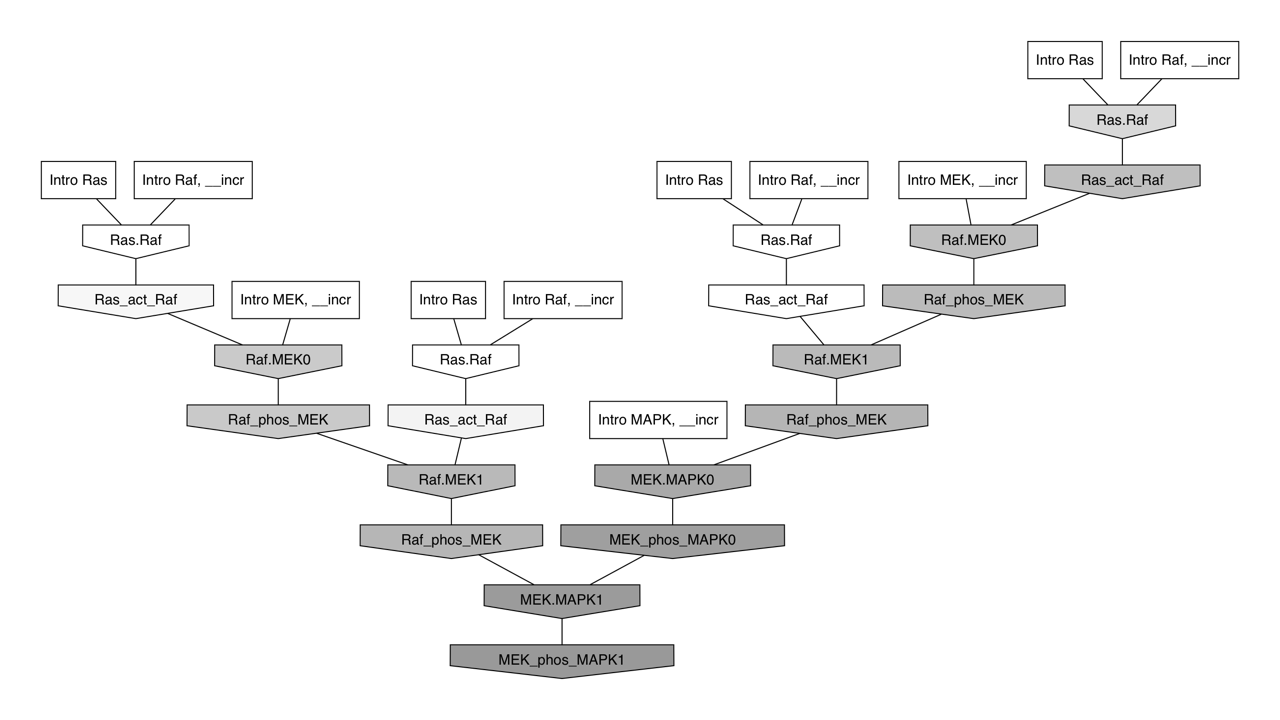 Intro Ras
Intro Raf, __incr
Ras.Raf
Intro Ras
Intro Raf, __incr
Intro Ras
Intro Raf, __incr
Intro MEK, __incr
Ras_act_Raf
Ras.Raf
Ras.Raf
Raf.MEK0
Ras_act_Raf
Intro MEK, __incr
Intro Ras
Intro Raf, __incr
Ras_act_Raf
Raf_phos_MEK
Raf.MEK0
Ras.Raf
Raf.MEK1
Raf_phos_MEK
Ras_act_Raf
Intro MAPK, __incr
Raf_phos_MEK
Raf.MEK1
MEK.MAPK0
Raf_phos_MEK
MEK_phos_MAPK0
MEK.MAPK1
MEK_phos_MAPK1